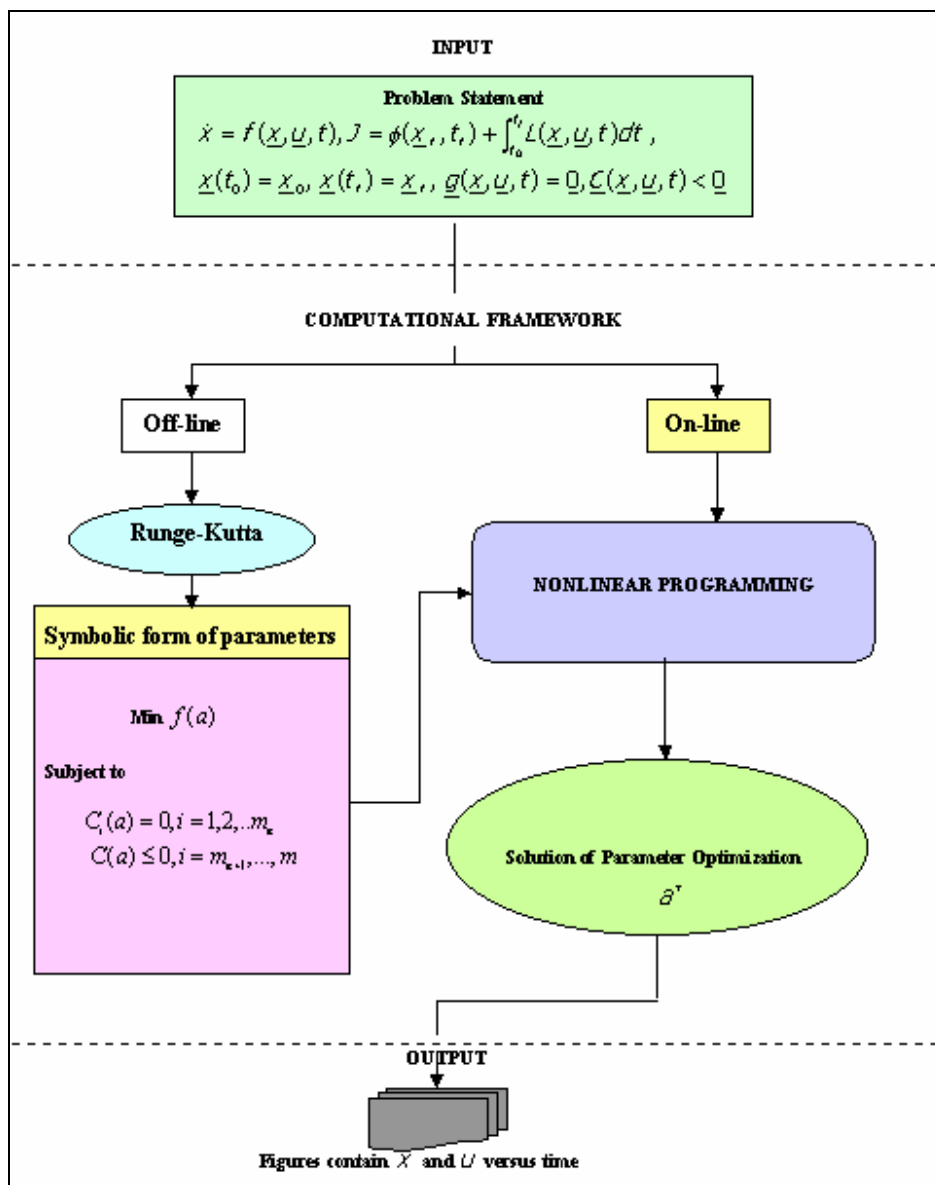 INPUT
Problem Statement
ẋ = f(x,u,t), J = ϕ(x_f,,t_f) + ∫_{t_0}^{t_f} L(x,u,t)dt ,
x(t_0) = x_0, x(t_f) = x_f, , g(x,u,t) = 0, C(x,u,t) < 0
COMPUTATIONAL FRAMEWORK
Off-line
On-line
Runge-Kutta
NONLINEAR PROGRAMMING
Symbolic form of parameters
Min f(a)
Subject to
C_i(a) = 0, i = 1,2,..m_e
C(a) ≤ 0, i = m_{e+1},..., m
Solution of Parameter Optimization
a*
OUTPUT
Figures contain X and U versus time